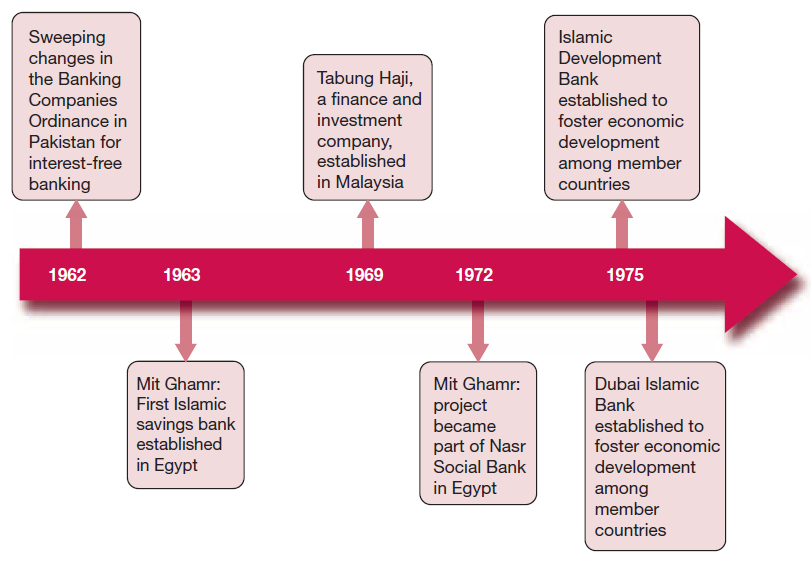 Sweeping
changes in
the Banking
Companies
Ordinance in
Pakistan for
interest-free
banking
Tabung Haji,
a finance and
investment
company,
established
in Malaysia
Islamic
Development
Bank
established to
foster economic
development
among member
countries
1962
1963
1969
1972
1975
Mit Ghamr:
First Islamic
savings bank
established
in Egypt
Mit Ghamr:
project
became
part of Nasr
Social Bank
in Egypt
Dubai Islamic
Bank
established to
foster economic
development
among
member
countries